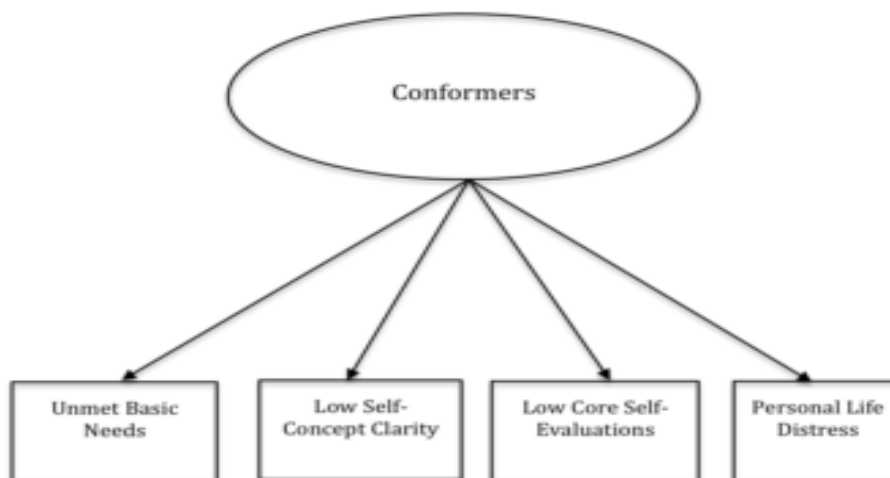 Conformers
Unmet Basic
Needs
Low Self-
Concept Clarity
Low Core Self-
Evaluations
Personal Life
Distress